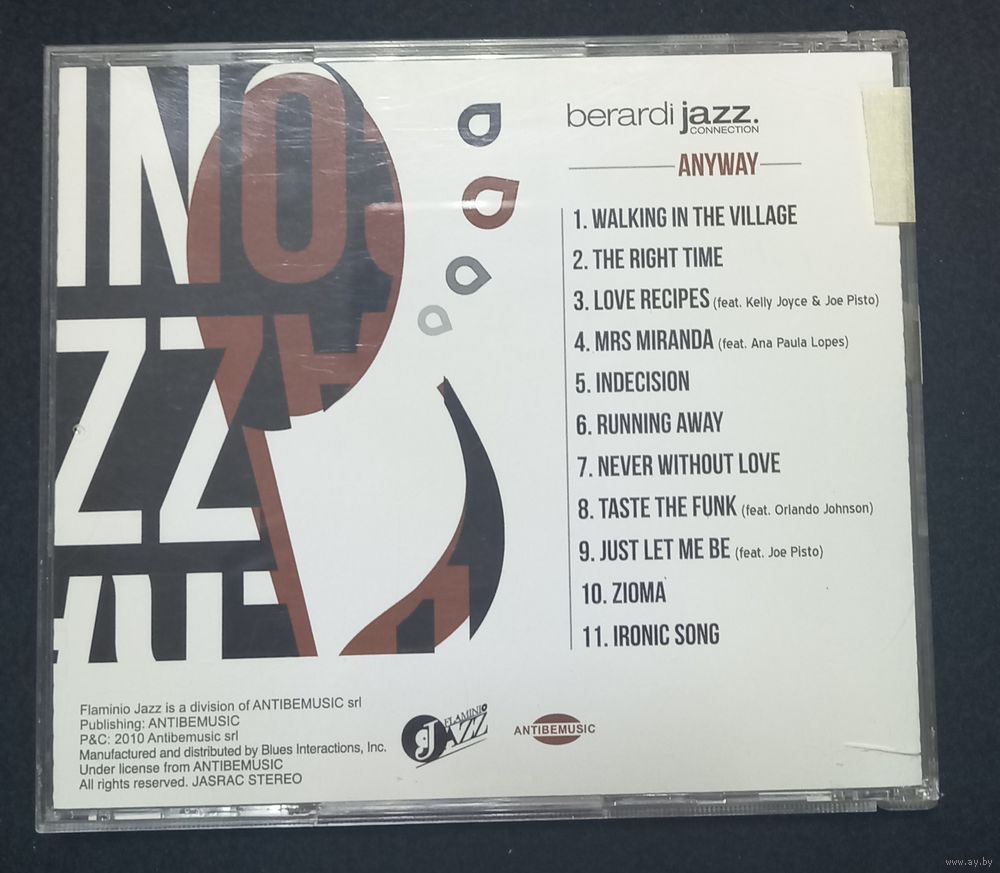 INO
ZZ
berardi jazz.
CONNECTION
ANYWAY
1. WALKING IN THE VILLAGE
2. THE RIGHT TIME
3. LOVE RECIPES (feat. Kelly Joyce & Joe Pisto)
4. MRS MIRANDA (feat. Ana Paula Lopes)
5. INDECISION
6. RUNNING AWAY
7. NEVER WITHOUT LOVE
8. TASTE THE FUNK (feat. Orlando Johnson)
9. JUST LET ME BE (feat. Joe Pisto)
10. ZIOMA
11. IRONIC SONG
Flaminio Jazz is a division of ANTIBEMUSIC srl
Publishing: ANTIBEMUSIC
P&C: 2010 Antibemusic srl
Manufactured and distributed by Blues Interactions, Inc.
Under license from ANTIBEMUSIC
All rights reserved. JASRAC STEREO
FLAMINIO
JAZZ
ANTIBEMUSIC
www.ay.by